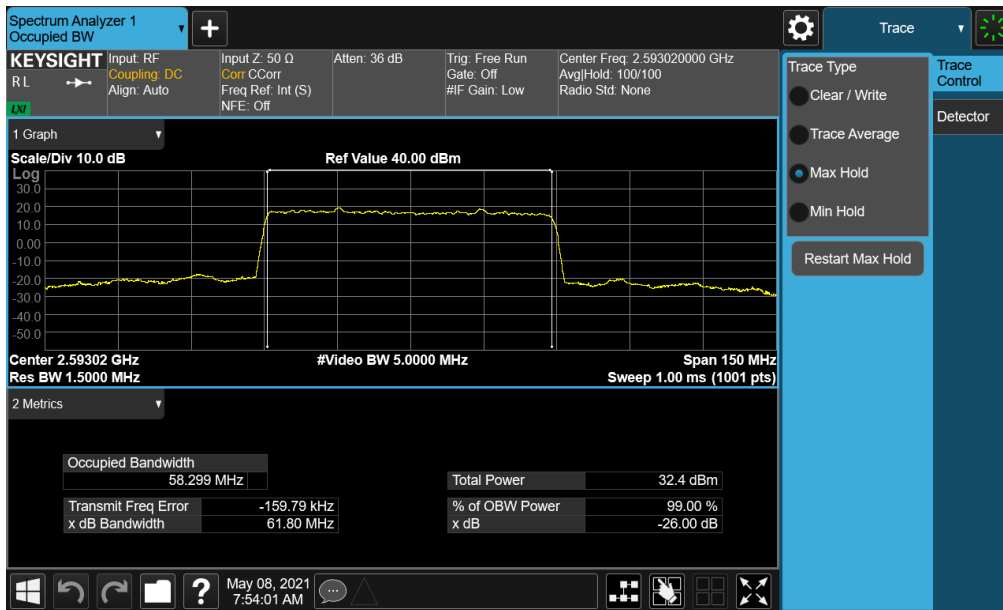 Spectrum Analyzer 1
Occupied BW
+
Trace
KEYSIGHT
R L
LXI
Input: RF
Coupling: DC
Align: Auto
Input Z: 50 Ω
Corr CCorr
Freq Ref: Int (S)
NFE: Off
Atten: 36 dB
Trig: Free Run
Gate: Off
#IF Gain: Low
Center Freq: 2.593020000 GHz
Avg|Hold: 100/100
Radio Std: None
Trace Type
Clear / Write
Trace Average
Max Hold
Min Hold
Restart Max Hold
Trace
Control
Detector
1 Graph
Scale/Div 10.0 dB
Ref Value 40.00 dBm
Log
30.0
20.0
10.0
0.00
-10.0
-20.0
-30.0
-40.0
-50.0
Center 2.59302 GHz
#Video BW 5.0000 MHz
Span 150 MHz
Res BW 1.5000 MHz
Sweep 1.00 ms (1001 pts)
2 Metrics
Occupied Bandwidth
58.299 MHz
Total Power 32.4 dBm
Transmit Freq Error -159.79 kHz
% of OBW Power 99.00 %
x dB Bandwidth 61.80 MHz
x dB -26.00 dB
?
May 08, 2021
7:54:01 AM